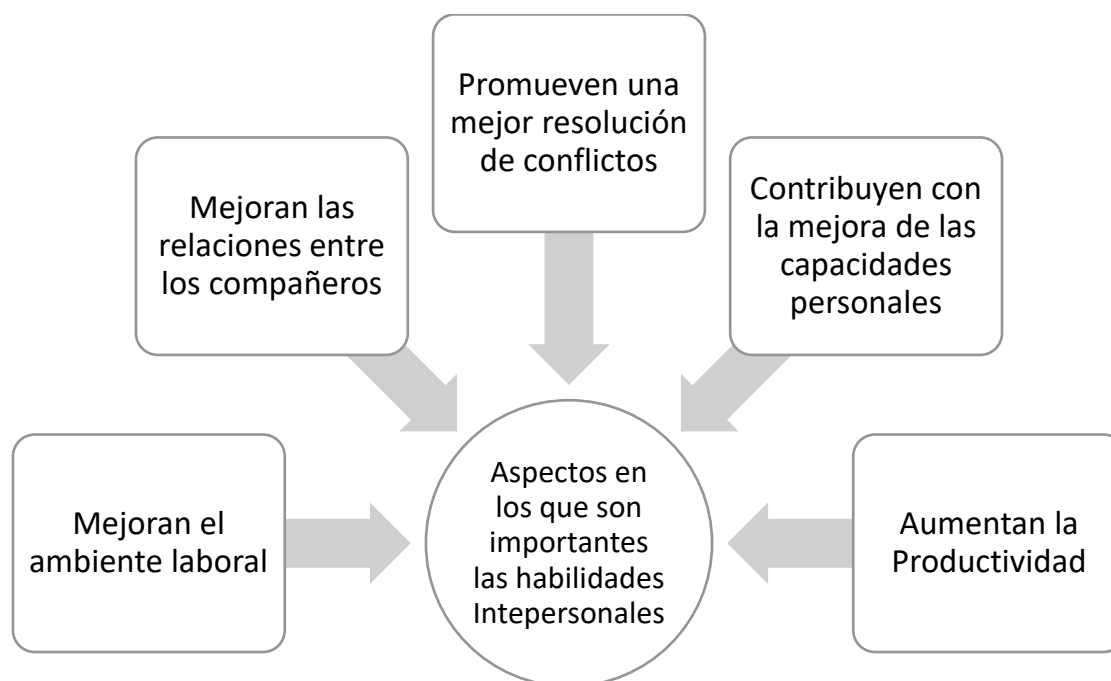 Promueven una
mejor resolución
de conflictos
Mejoran las
relaciones entre
los compañeros
Contribuyen con
la mejora de las
capacidades
personales
Mejoran el
ambiente laboral
Aspectos en
los que son
importantes
las habilidades
Intepersonales
Aumentan la
Productividad